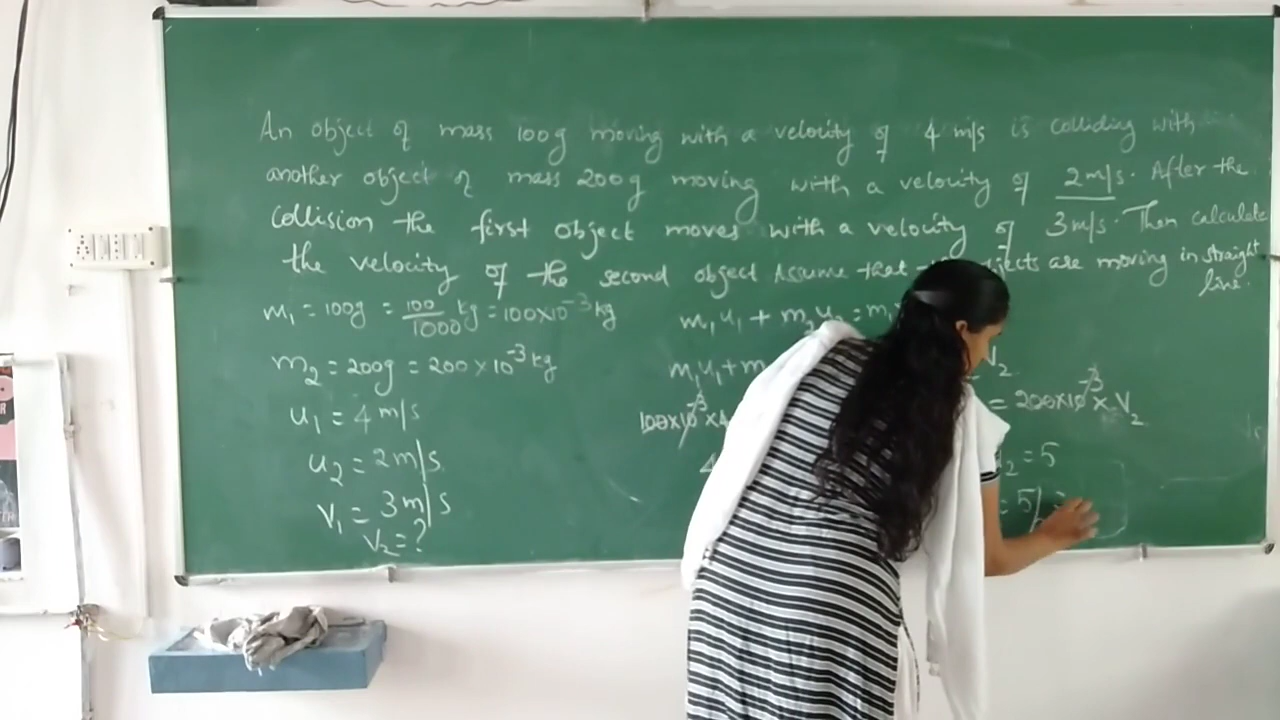 An object of mass 100g moving with a velocity of 4 m/s is colliding with
another object of mass 200g moving with a velocity of 2m/s. After the
collision the first object moves with a velocity of 3m/s. Then calculate
the velocity of the second object Assume that objects are moving in straight
line.
m₁ = 100g = 100/1000 kg = 100×10⁻³ kg
m₂ = 200g = 200 × 10⁻³ kg
u₁ = 4 m/s
u₂ = 2m/s
v₁ = 3 m/s
v₂ = ?
m₁u₁ + m₂u₂ = m₁
m₁u₁ + m v₂
100×10⁻³ × 4 = 200×10⁻³ × v₂
4 ₂ = 5
= 5/ =